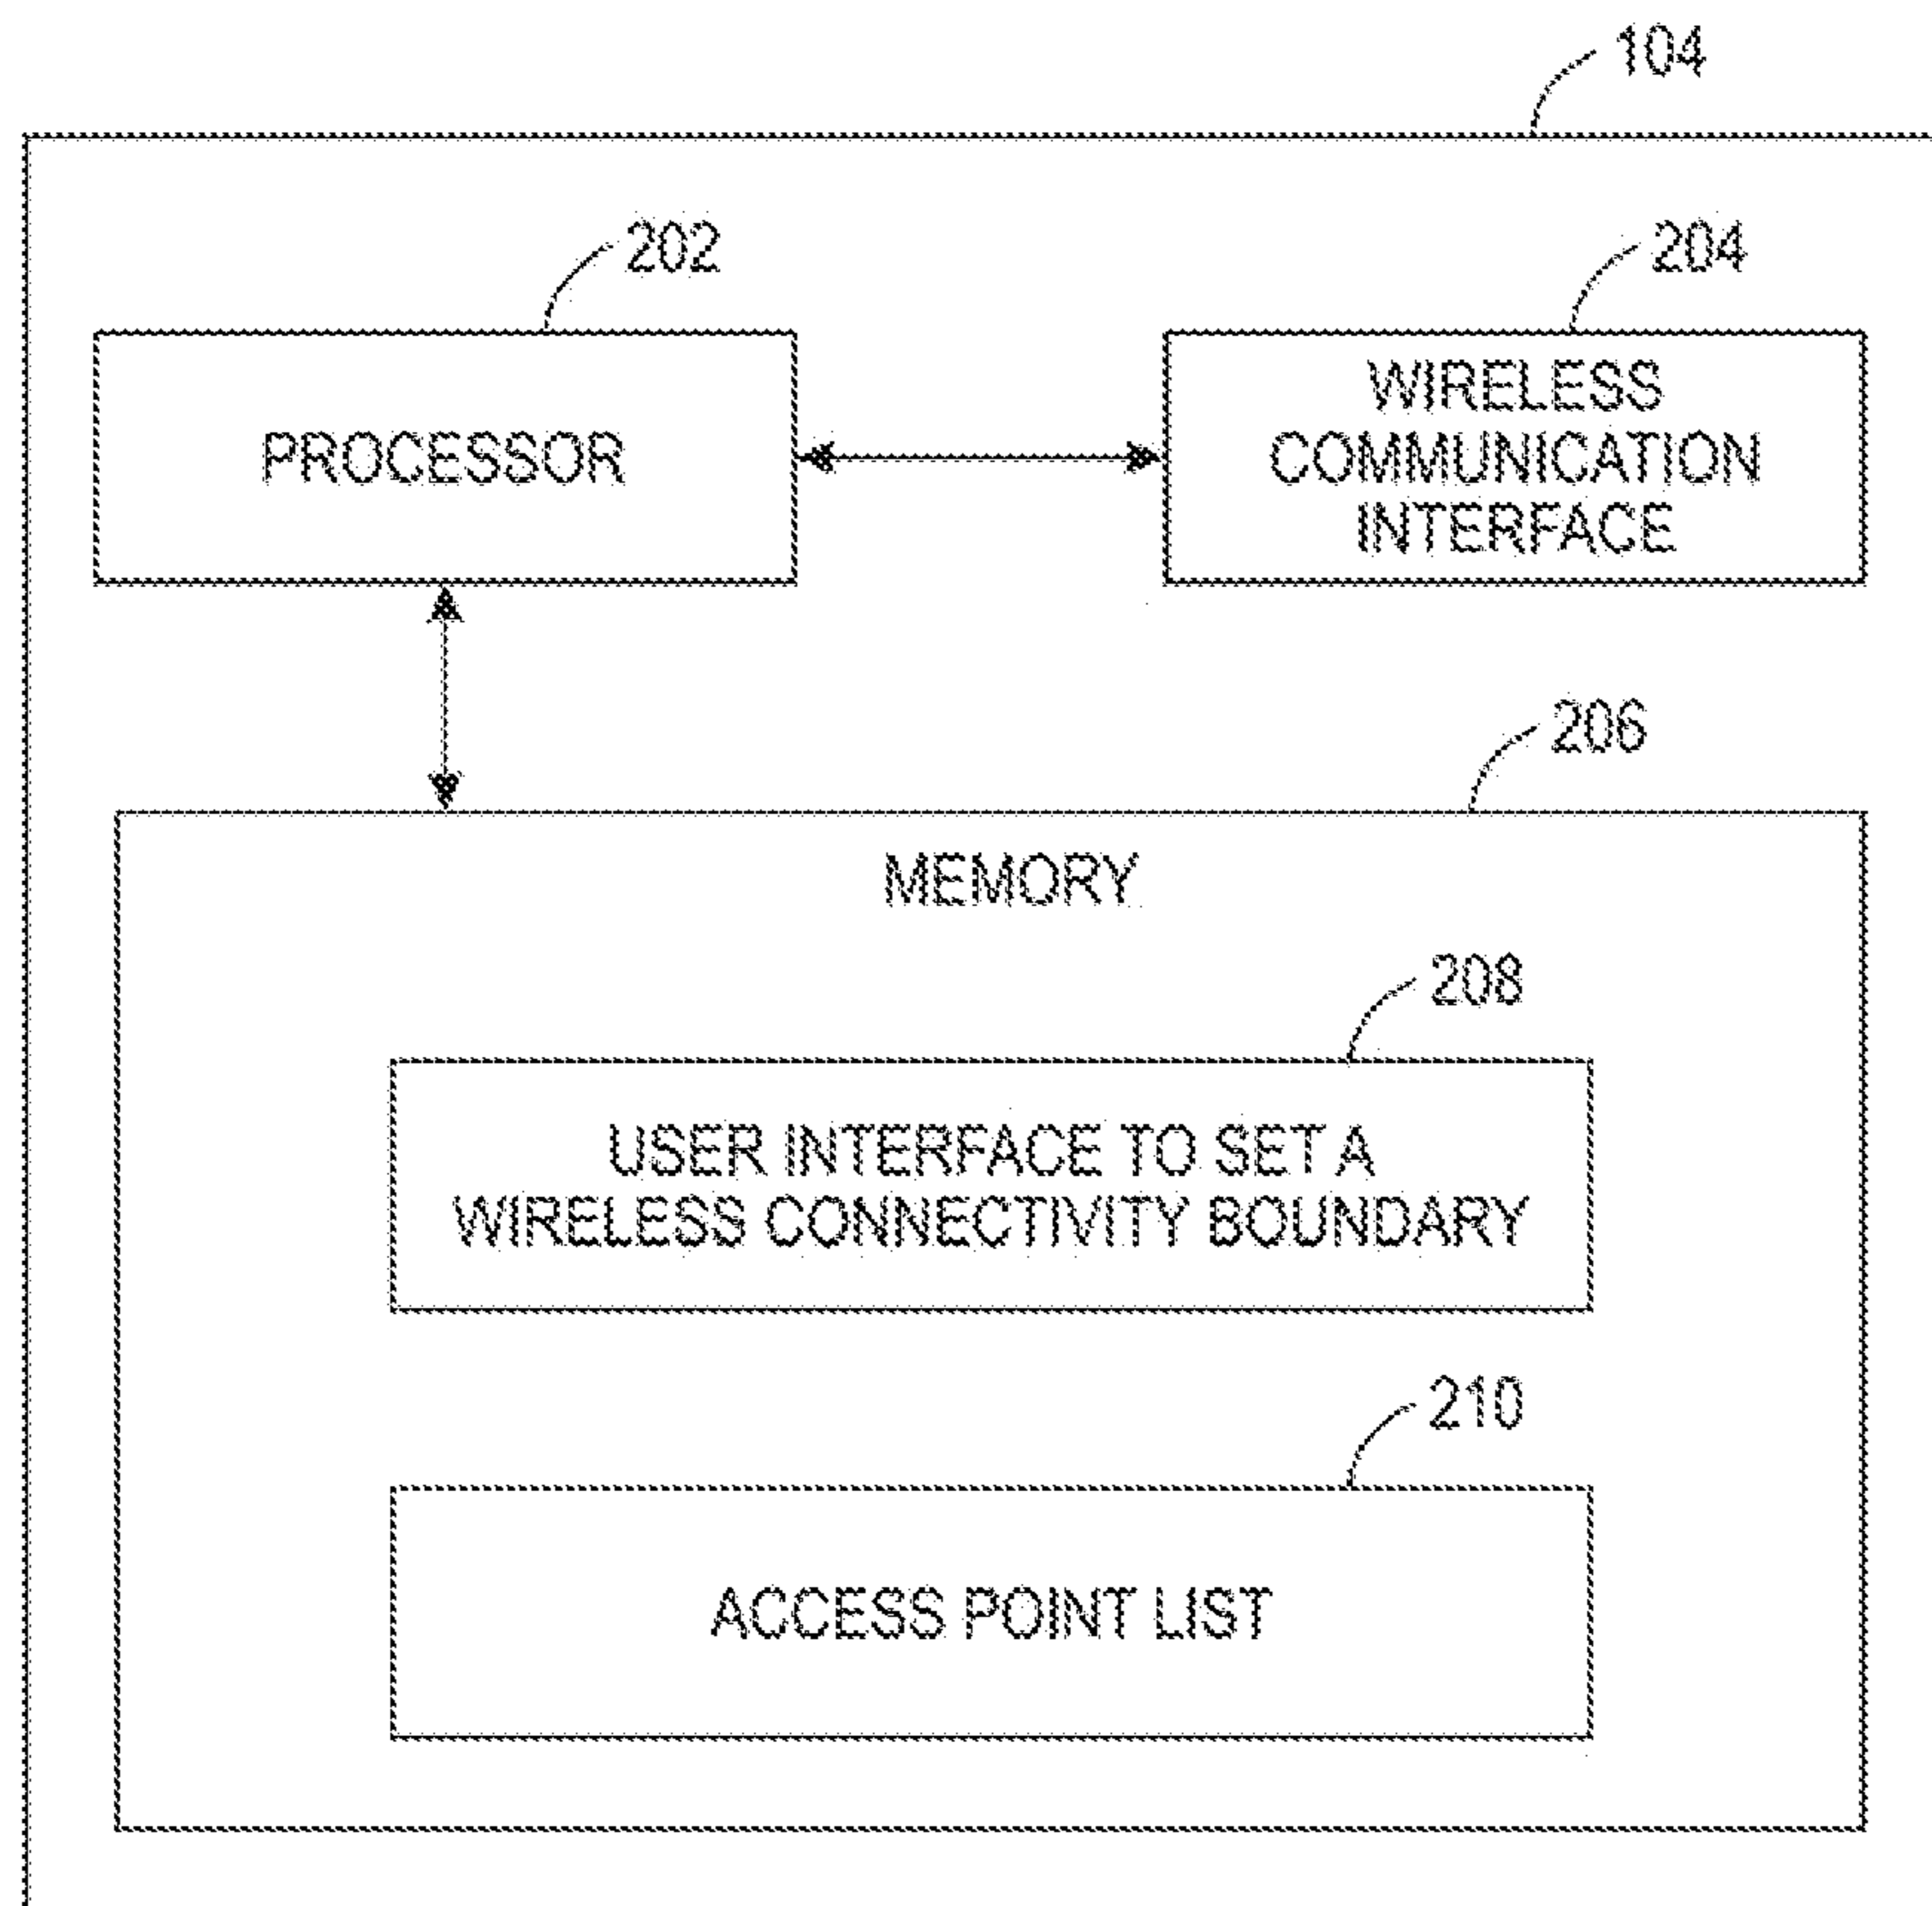 104
202
204
PROCESSOR
WIRELESS
COMMUNICATION
INTERFACE
206
MEMORY
208
USER INTERFACE TO SET A
WIRELESS CONNECTIVITY BOUNDARY
210
ACCESS POINT LIST